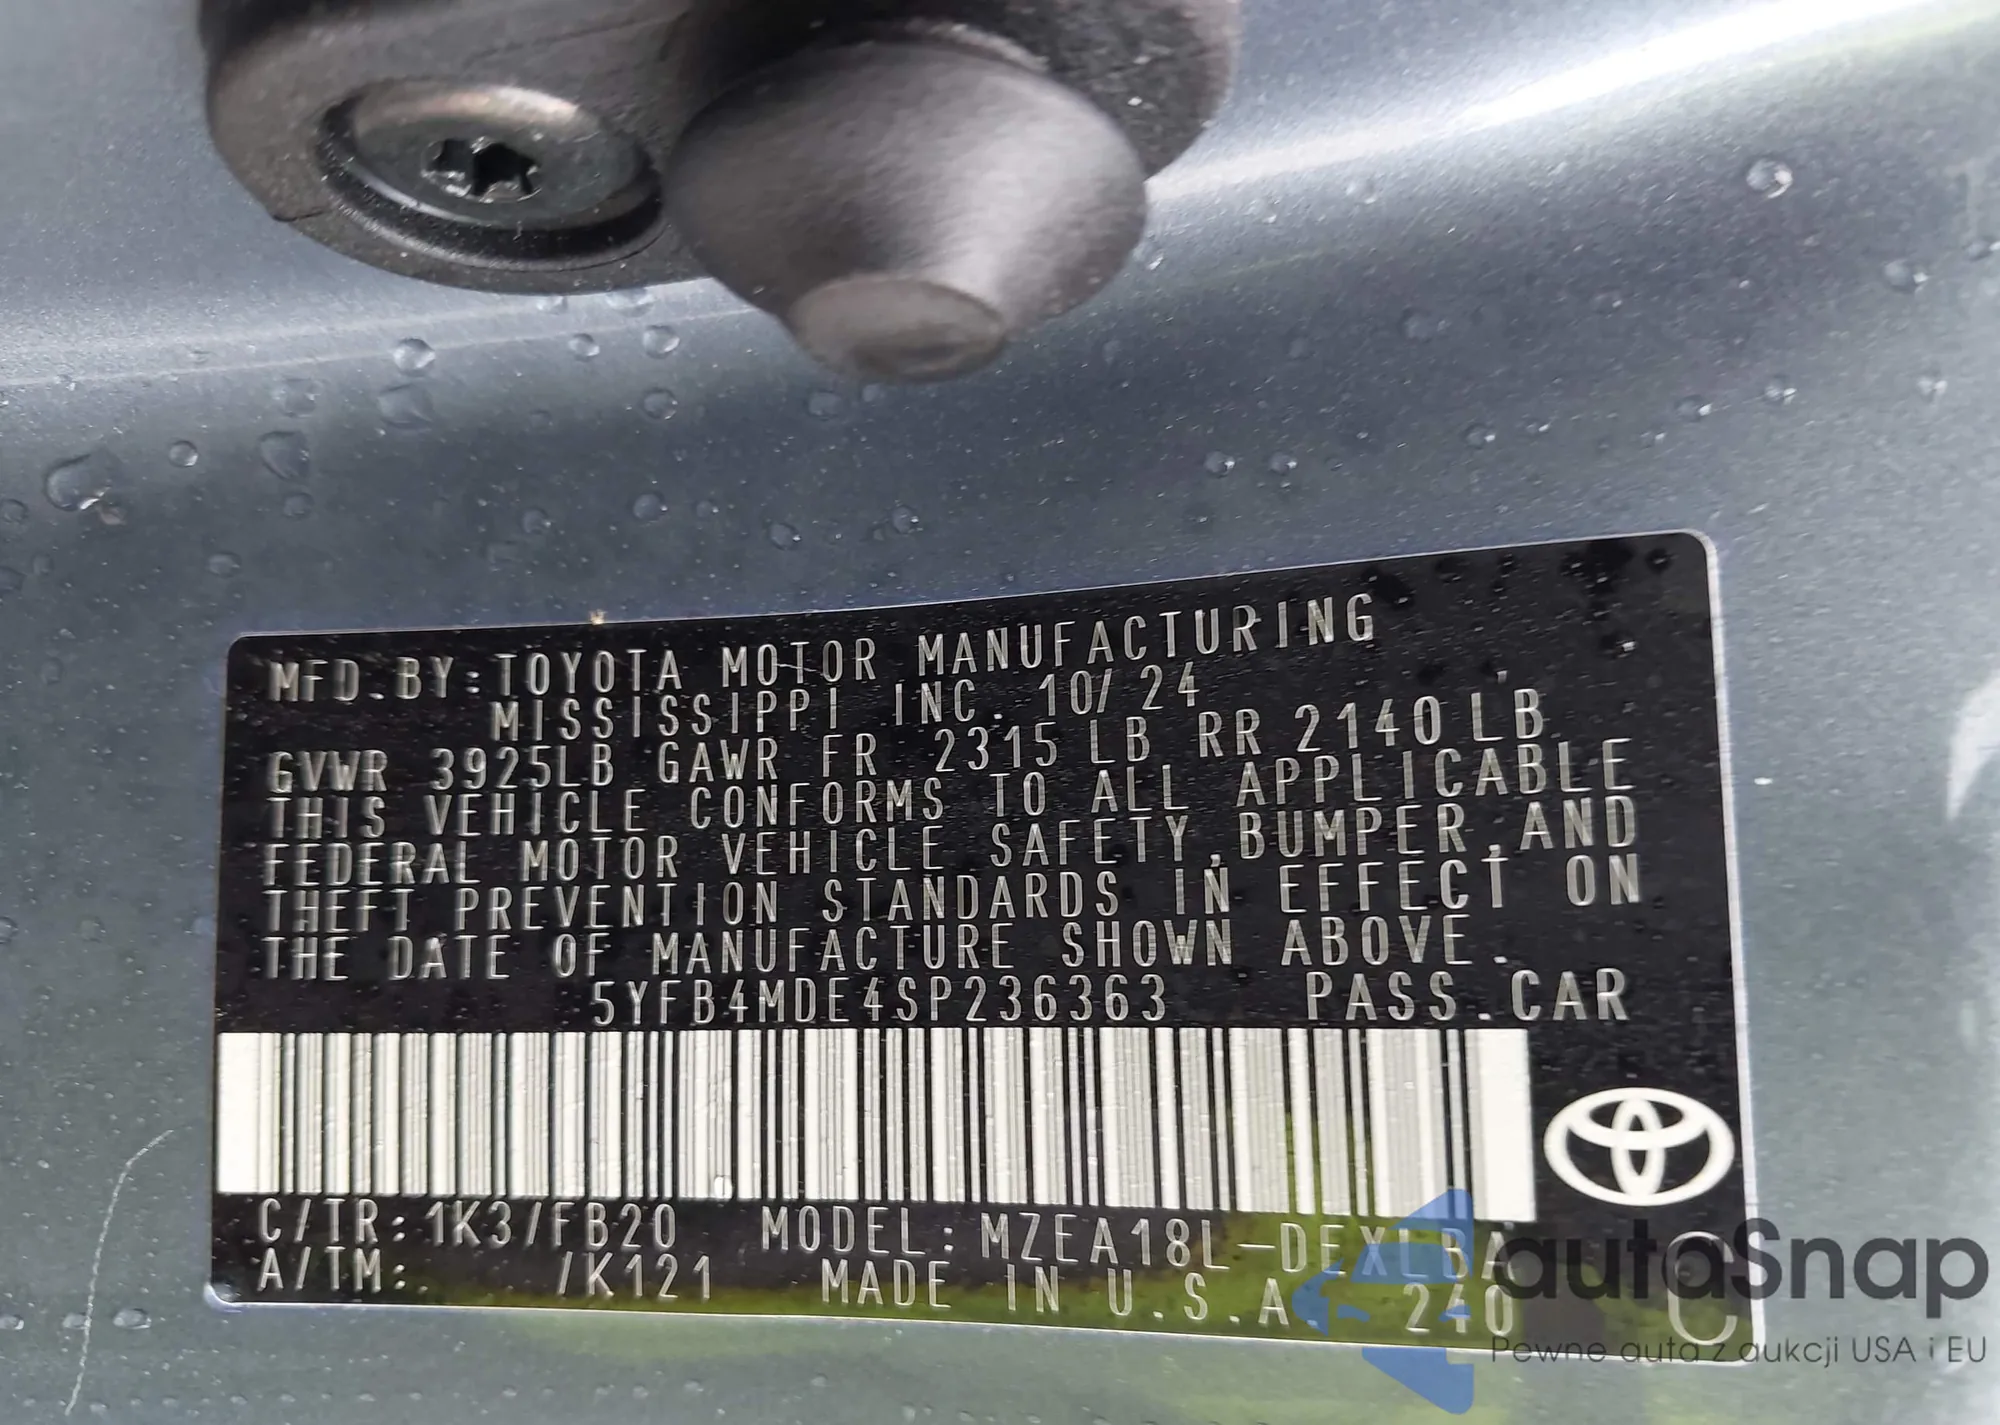 MFD.BY:TOYOTA MOTOR MANUFACTURING
MISSISSIPPI INC. 10/24
GVWR 3925LB GAWR FR 2315 LB RR 2140 LB
THIS VEHICLE CONFORMS TO ALL APPLICABLE
FEDERAL MOTOR VEHICLE SAFETY,BUMPER,AND
THEFT PREVENTION STANDARDS IN EFFECT ON
THE DATE OF MANUFACTURE SHOWN ABOVE.
5YFB4MDE4SP236363 PASS.CAR
C/TR:1K3/FB20 MODEL:MZEA18L-DEXLBA
A/TM: /K121 MADE IN U.S.A. 240 C
autoSnap
Pewne auta z aukcji USA i EU